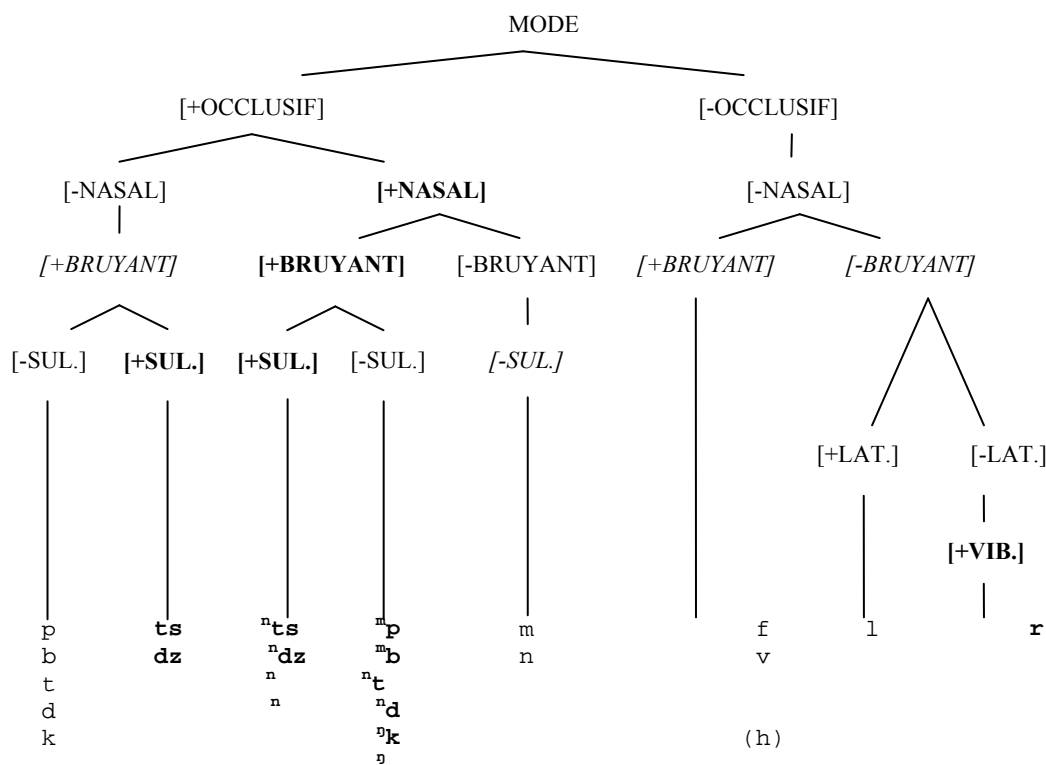 MODE
[+OCCLUSIF] [-OCCLUSIF]
[-NASAL] [+NASAL] [-NASAL]
[+BRUYANT] [+BRUYANT] [-BRUYANT] [+BRUYANT] [-BRUYANT]
[-SUL.] [+SUL.] [+SUL.] [-SUL.] [-SUL.]
[+LAT.] [-LAT.]
[+VIB.]
p ts ⁿts ᵐp m f l r
b dz ⁿdz ᵐb n v
t ⁿ ⁿt
d ⁿ ⁿd
k ᵑk (h)
ᵑ